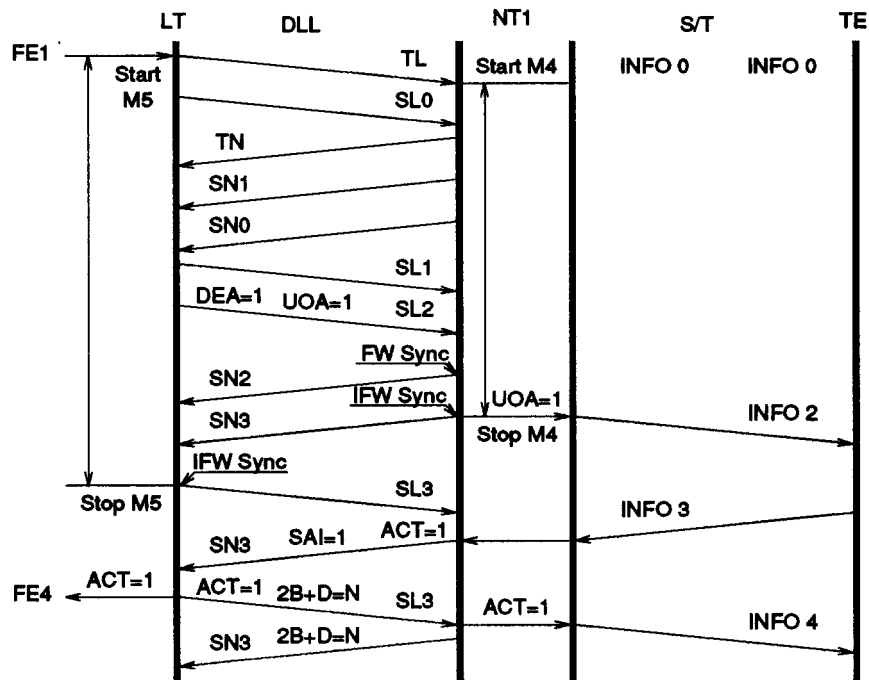 LT DLL NT1 S/T TE
FE1 TL Start M4 INFO 0 INFO 0
Start
M5 SL0
TN
SN1
SN0
SL1
DEA=1 UOA=1 SL2
FW Sync
SN2
IFW Sync UOA=1 INFO 2
SN3 Stop M4
IFW Sync
Stop M5 SL3 INFO 3
SN3 SAI=1 ACT=1
FE4 ACT=1 ACT=1 2B+D=N SL3 ACT=1
INFO 4
SN3 2B+D=N